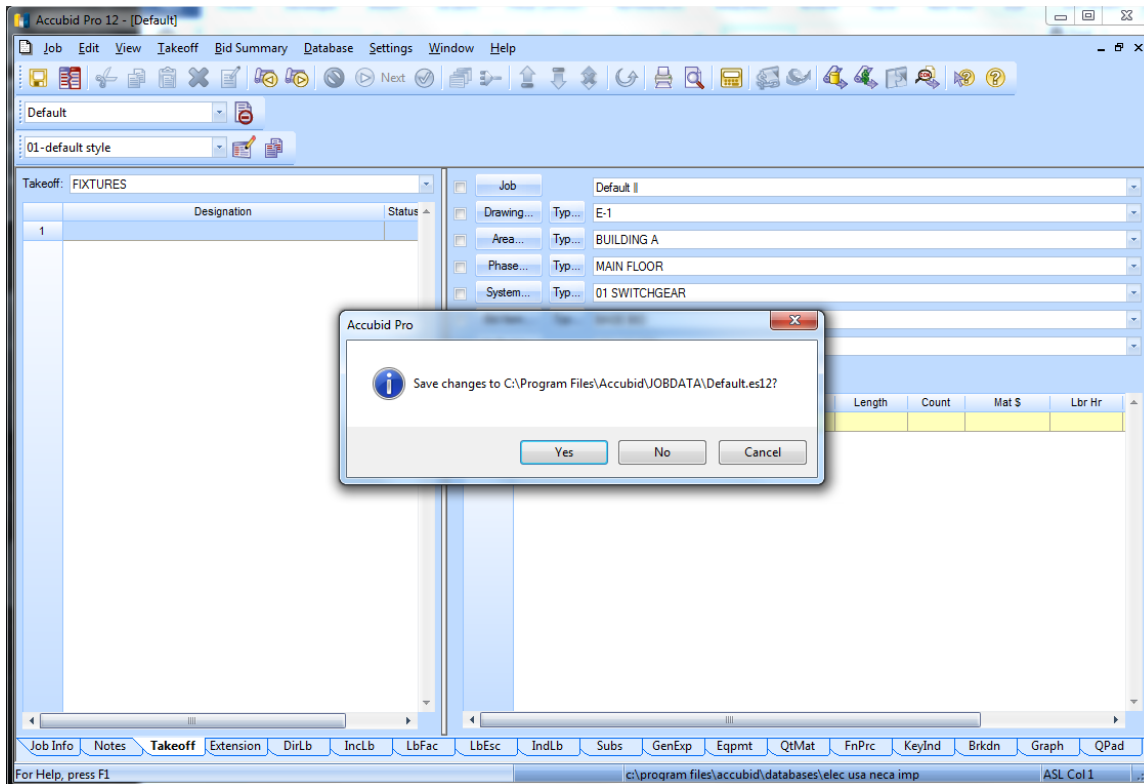 Accubid Pro 12 - [Default]
Job Edit View Takeoff Bid Summary Database Settings Window Help
Next
Default
01-default style
Takeoff: FIXTURES
Designation Status
1
Job Default
Drawing... Typ... E-1
Area... Typ... BUILDING A
Phase... Typ... MAIN FLOOR
System... Typ... 01 SWITCHGEAR
Accubid Pro
Save changes to C:\Program Files\Accubid\JOBDATA\Default.es12?
Yes No Cancel
Length Count Mat $ Lbr Hr
Job Info Notes Takeoff Extension DirLb IncLb LbFac LbEsc IndLb Subs GenExp Eqpmt QtMat FnPrc KeyInd Brkdn Graph QPad
For Help, press F1 c:\program files\accubid\databases\elec usa neca imp ASL Col 1